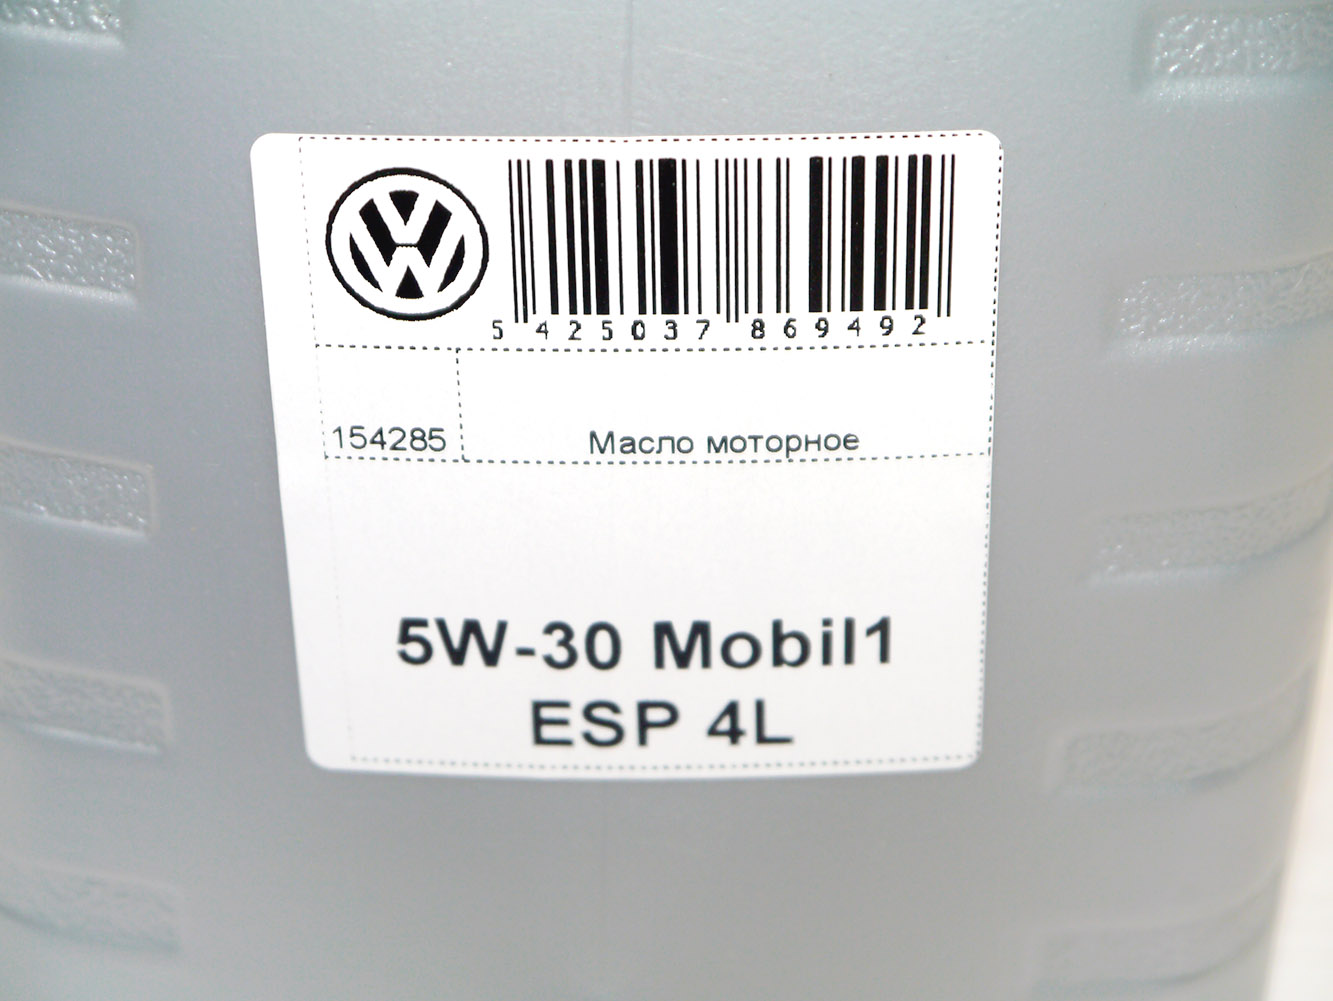 5 425037 869492
154285 Масло моторное
5W-30 Mobil1
ESP 4L